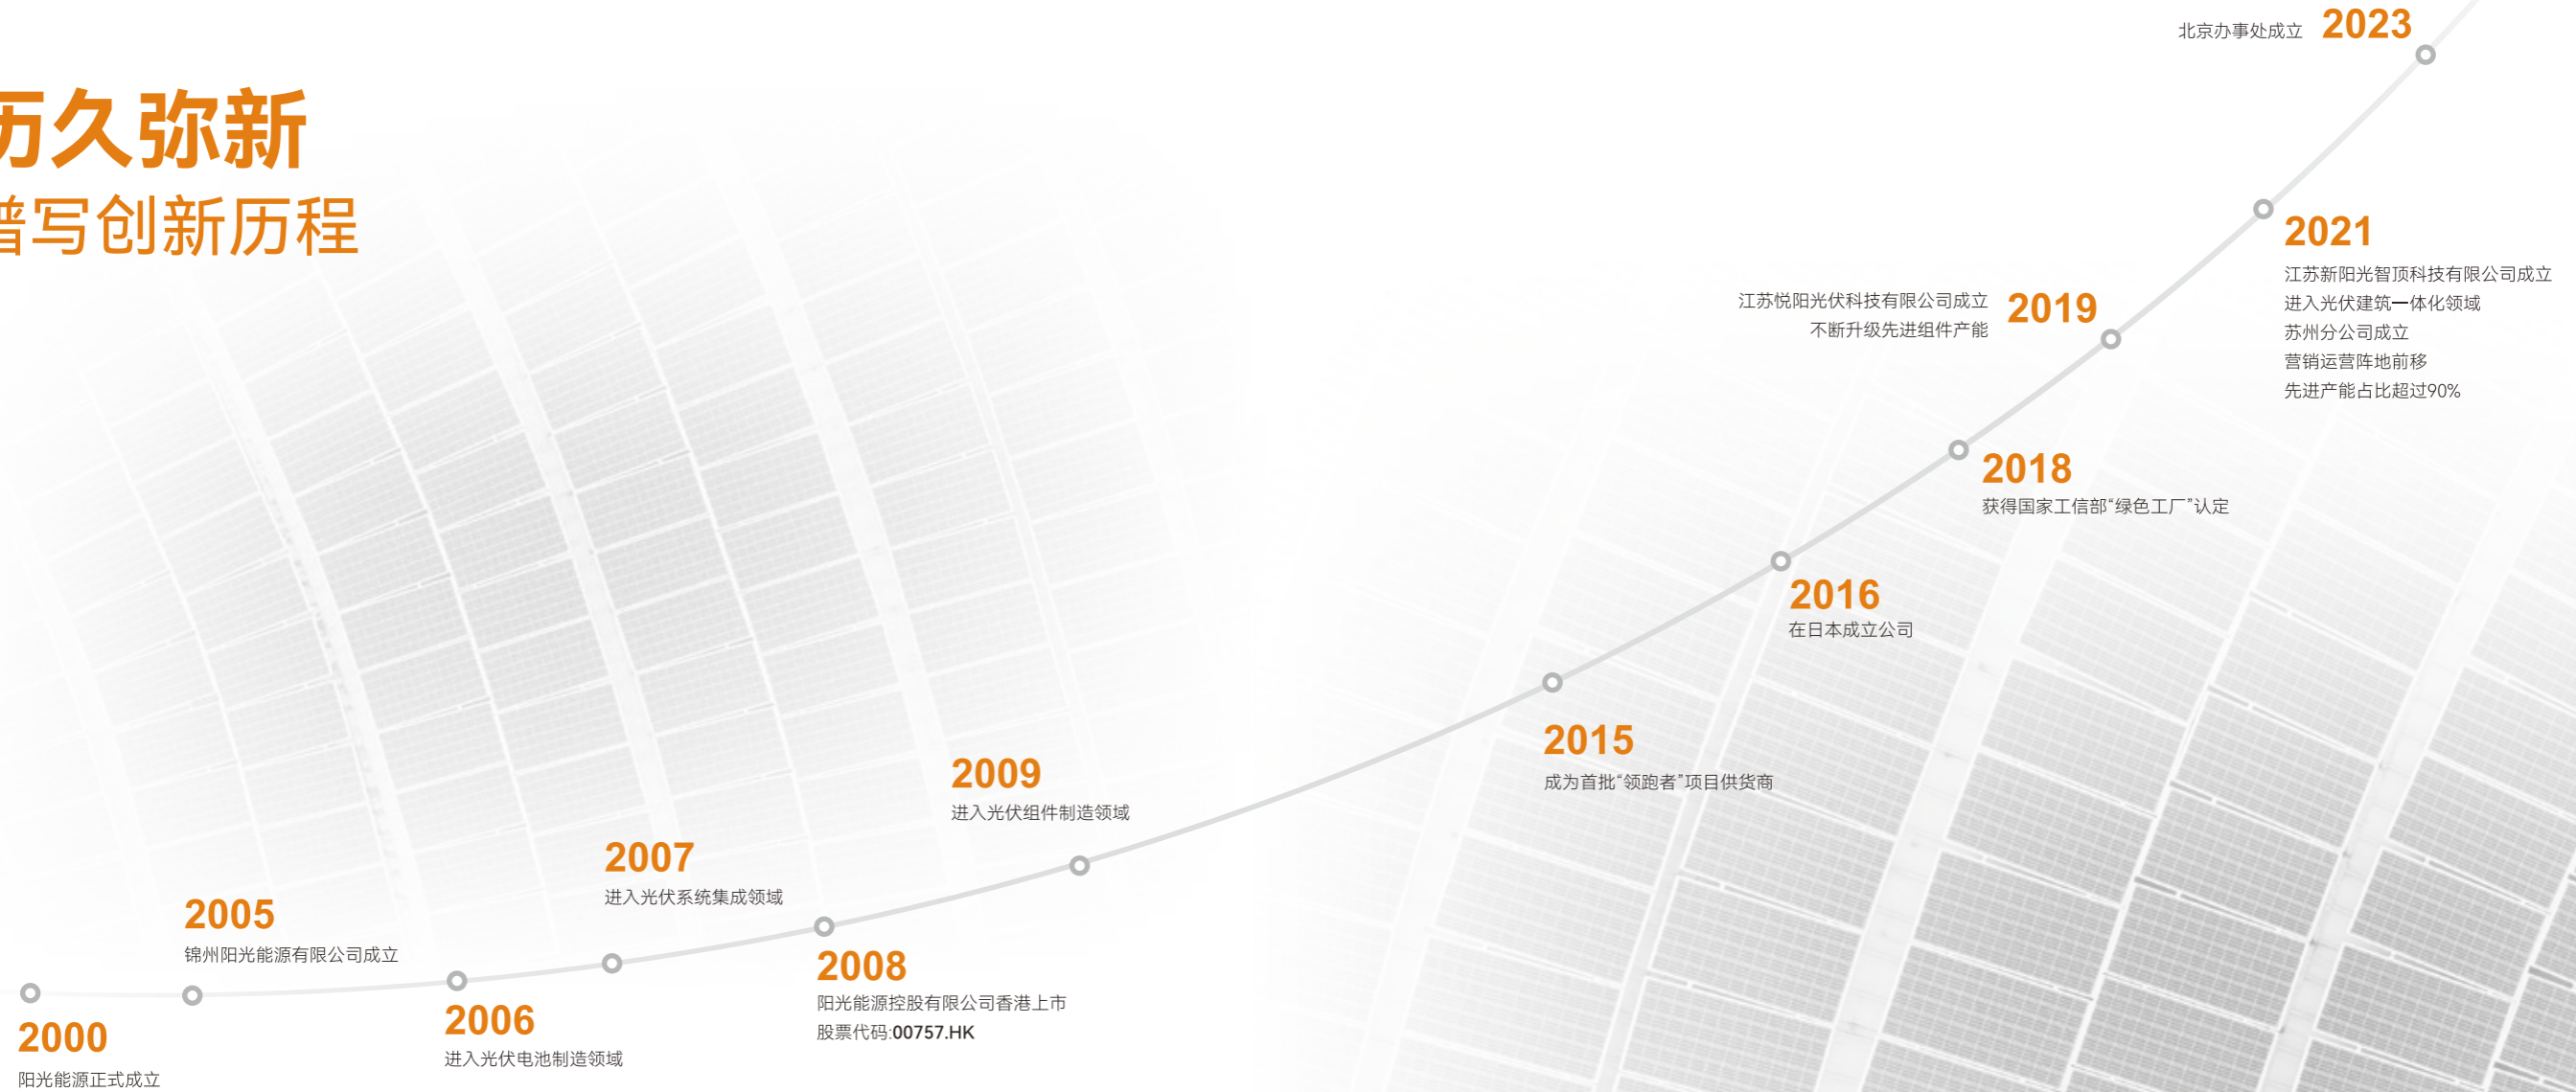 历久弥新
谱写创新历程
2000
阳光能源正式成立
2005
锦州阳光能源有限公司成立
2006
进入光伏电池制造领域
2007
进入光伏系统集成领域
2008
阳光能源控股有限公司香港上市
股票代码:00757.HK
2009
进入光伏组件制造领域
2015
成为首批“领跑者”项目供货商
2016
在日本成立公司
2018
获得国家工信部“绿色工厂”认定
2019
江苏悦阳光伏科技有限公司成立
不断升级先进组件产能
2021
江苏新阳光智顶科技有限公司成立
进入光伏建筑一体化领域
苏州分公司成立
营销运营阵地前移
先进产能占比超过90%
2023
北京办事处成立